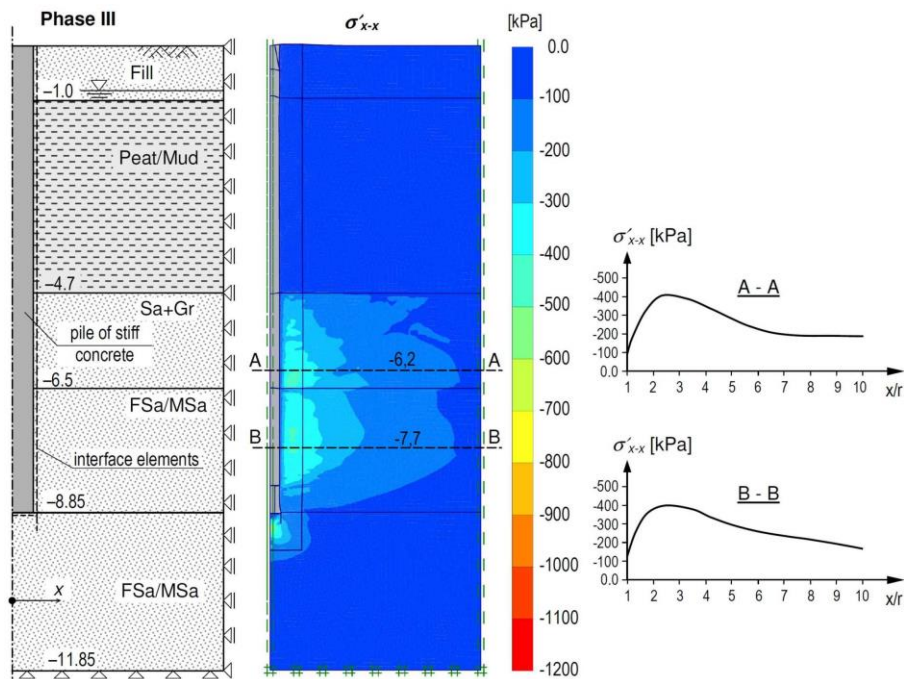 Phase III
Fill
–1.0
Peat/Mud
–4.7
Sa+Gr
pile of stiff
concrete
–6.5
FSa/MSa
interface elements
–8.85
FSa/MSa
x
–11.85
σ'x-x
A
-6,2
A
B
-7,7
B
[kPa]
0.0
-100
-200
-300
-400
-500
-600
-700
-800
-900
-1000
-1100
-1200
σ'x-x [kPa]
A - A
-500
-400
-300
-200
-100
0.0
1 2 3 4 5 6 7 8 9 10 x/r
σ'x-x [kPa]
B - B
-500
-400
-300
-200
-100
0.0
1 2 3 4 5 6 7 8 9 10 x/r